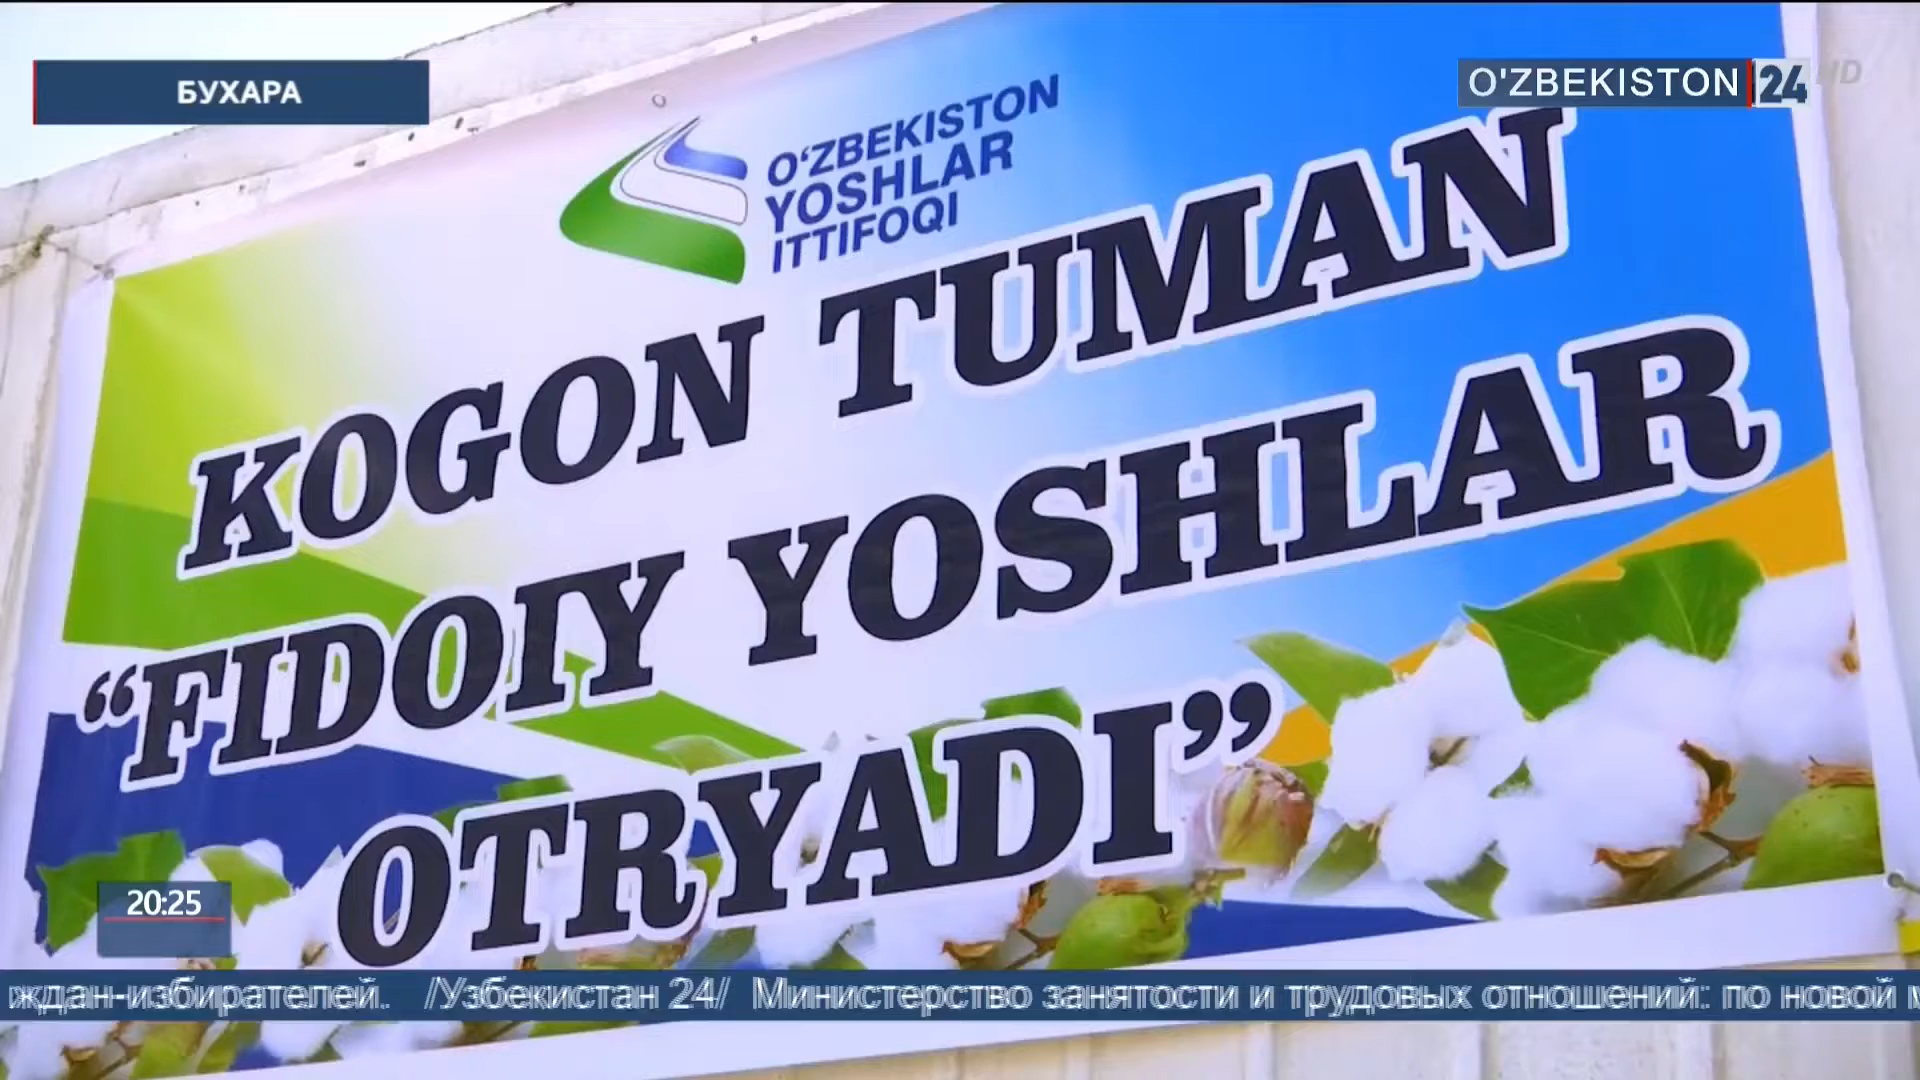 БУХАРА
O'ZBEKISTON 24 HD
O‘ZBEKISTON
YOSHLAR
ITTIFOQI
KOGON TUMAN
“FIDOIY YOSHLAR
OTRYADI”
20:25
ждан-избирателей. /Узбекистан 24/ Министерство занятости и трудовых отношений: по новой